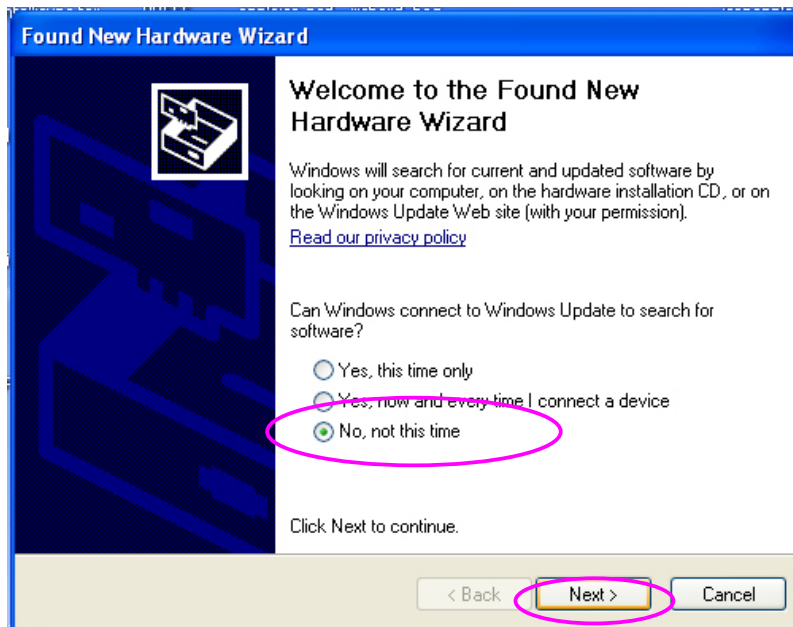 Found New Hardware Wizard
Welcome to the Found New
Hardware Wizard
Windows will search for current and updated software by
looking on your computer, on the hardware installation CD, or on
the Windows Update Web site (with your permission).
Read our privacy policy
Can Windows connect to Windows Update to search for
software?
Yes, this time only
Yes, now and every time I connect a device
No, not this time
Click Next to continue.
< Back
Next >
Cancel